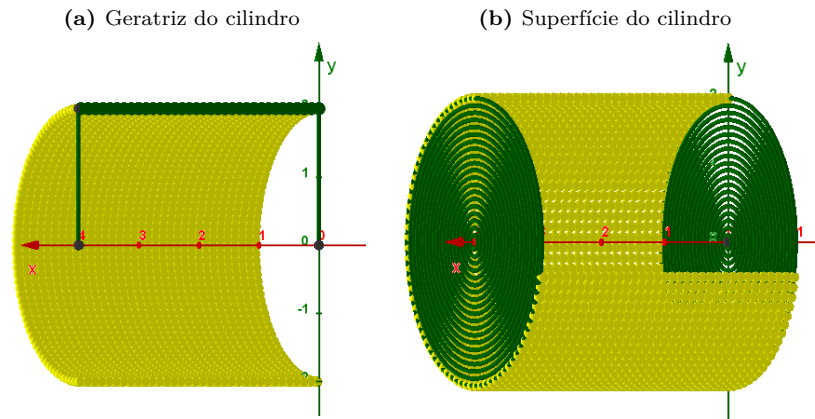 (a) Geratriz do cilindro
(b) Superfície do cilindro
y
y
2
1
1
4 3 2 1 0
0
x
2 1 1
x
-1
-2